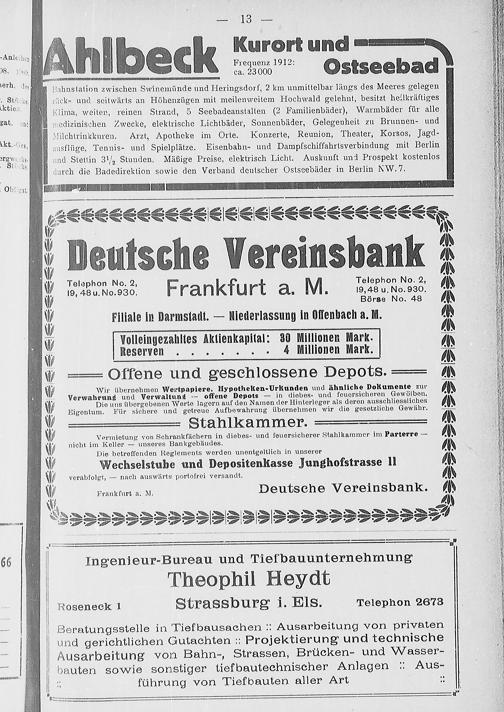 — 13 —
Ahlbeck Kurort und Ostseebad
Frequenz 1912:
ca. 23 000
Bahnstation zwischen Swinemünde und Heringsdorf, 2 km unmittelbar längs des Meeres gelegen
rück- und seitwärts an Höhenzügen mit meilenweitem Hochwald gelehnt, besitzt heilkräftiges
Klima, weiten, reinen Strand, 5 Seebadeanstalten (2 Familienbäder), Warmbäder für alle
medizinischen Zwecke, elektrische Lichtbäder, Sonnenbäder, Gelegenheit zu Brunnen- und
Milchtrinkkuren. Arzt, Apotheke im Orte. Konzerte, Reunion, Theater, Korsos, Jagd-
ausflüge, Tennis- und Spielplätze. Eisenbahn- und Dampfschiffahrtsverbindung mit Berlin
und Stettin 3½ Stunden. Mäßige Preise, elektrisch Licht. Auskunft und Prospekt kostenlos
durch die Badedirektion sowie den Verband deutscher Ostseebäder in Berlin NW. 7.
Deutsche Vereinsbank
Telephon No. 2,
19, 48 u. No. 930.
Frankfurt a. M.
Telephon No. 2,
19, 48 u. No. 930.
Börse No. 48
Filiale in Darmstadt. — Niederlassung in Offenbach a. M.
Volleingezahltes Aktienkapital: 30 Millionen Mark.
Reserven . . . . . . . 4 Millionen Mark.
Offene und geschlossene Depots.
Wir übernehmen Wertpapiere, Hypotheken-Urkunden und ähnliche Dokumente zur
Verwahrung und Verwaltung — offene Depots — in diebes- und feuersicheren Gewölben.
Die uns übergebenen Werte lagern auf den Namen der Hinterleger als deren ausschliessliches
Eigentum. Für sichere und getreue Aufbewahrung übernehmen wir die gesetzliche Gewähr.
Stahlkammer.
Vermietung von Schrankfächern in diebes- und feuersicherer Stahlkammer im Parterre —
nicht im Keller — unseres Bankgebäudes.
Die betreffenden Reglements werden unentgeltlich in unserer
Wechselstube und Depositenkasse Junghofstrasse 11
verabfolgt, — nach auswärts portofrei versandt.
Frankfurt a. M.
Deutsche Vereinsbank.
66
Ingenieur-Bureau und Tiefbauunternehmung
Theophil Heydt
Roseneck 1 Strassburg i. Els. Telephon 2673
Beratungsstelle in Tiefbausachen :: Ausarbeitung von privaten
und gerichtlichen Gutachten :: Projektierung und technische
Ausarbeitung von Bahn-, Strassen, Brücken- und Wasser-
bauten sowie sonstiger tiefbautechnischer Anlagen :: Aus-
:: führung von Tiefbauten aller Art ::